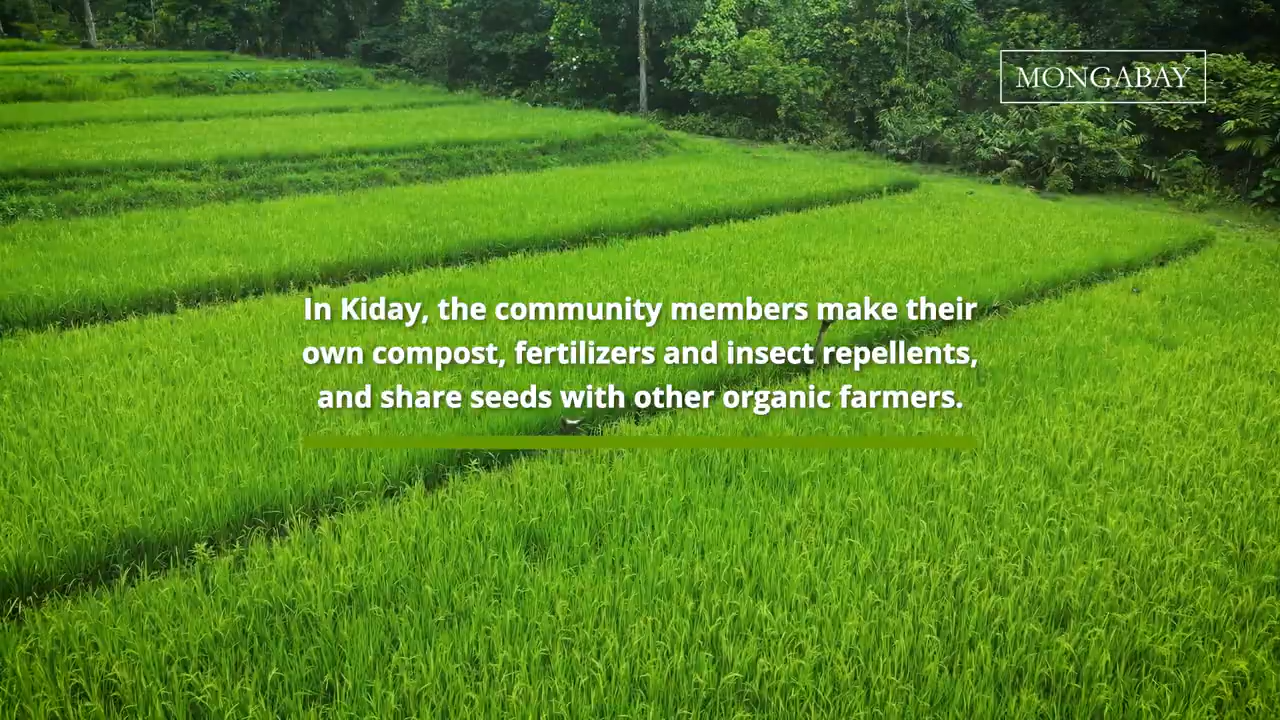 MONGABAY
In Kiday, the community members make their
own compost, fertilizers and insect repellents,
and share seeds with other organic farmers.